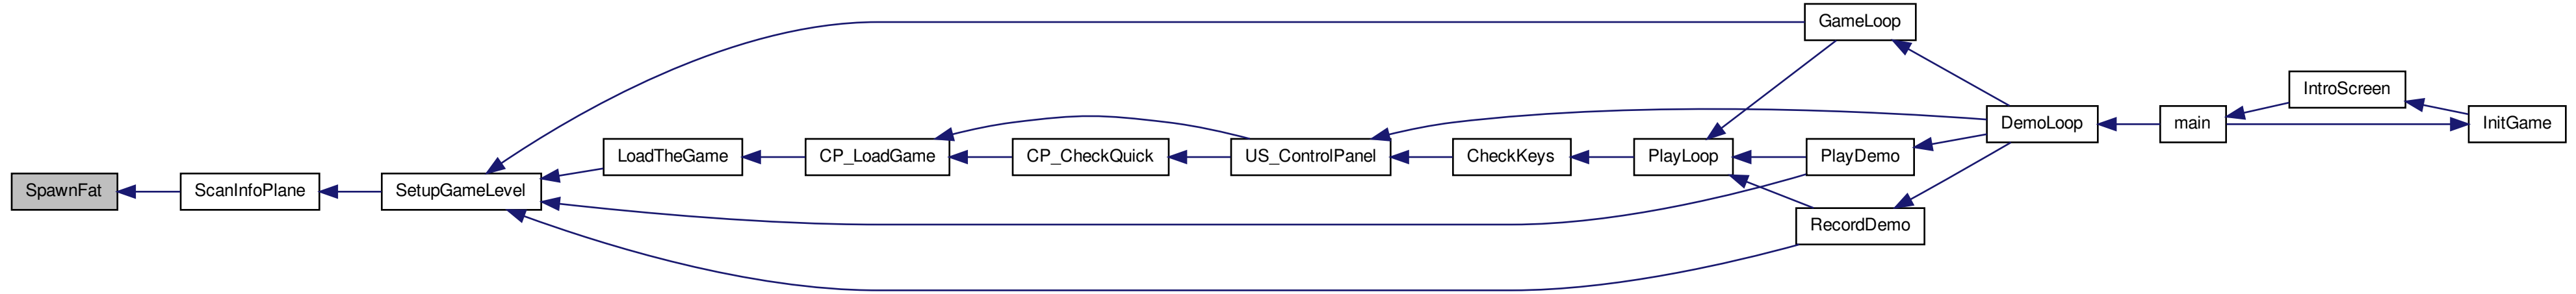 SpawnFat
ScanInfoPlane
SetupGameLevel
LoadTheGame
CP_LoadGame
CP_CheckQuick
US_ControlPanel
CheckKeys
PlayLoop
GameLoop
PlayDemo
RecordDemo
DemoLoop
main
IntroScreen
InitGame